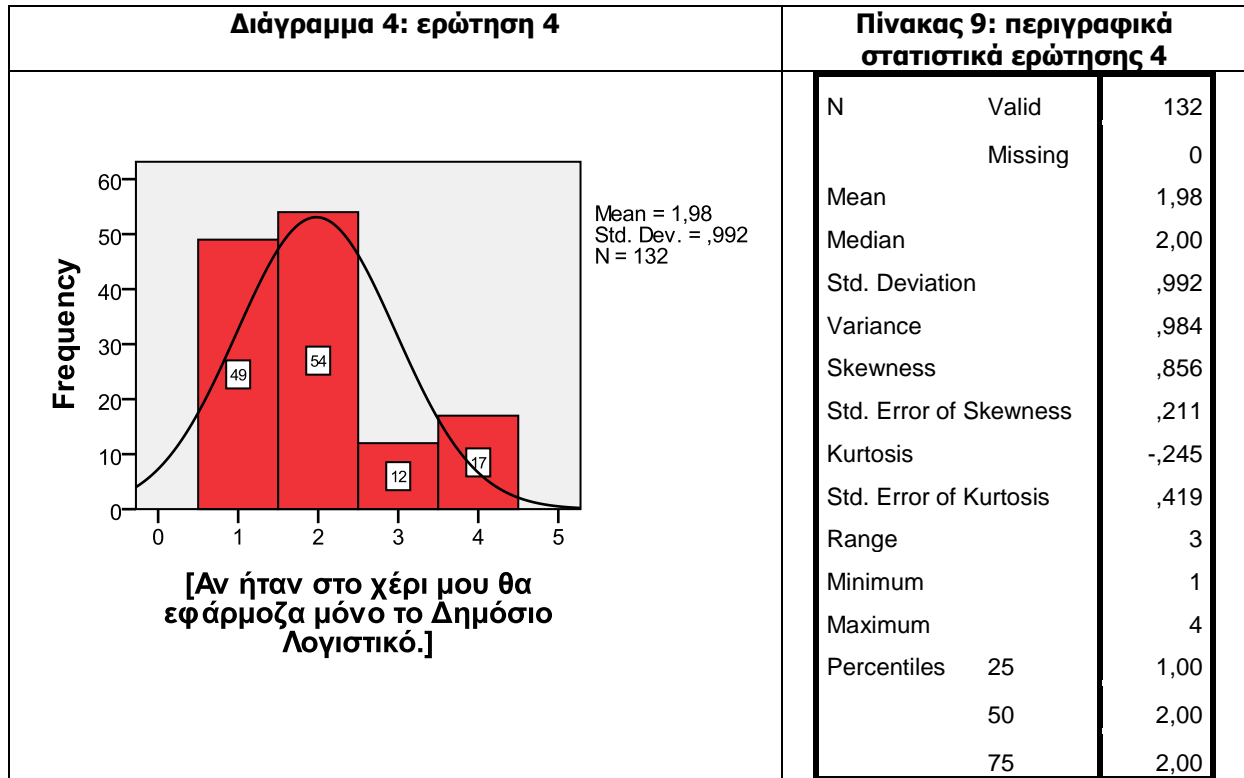 Διάγραμμα 4: ερώτηση 4
Πίνακας 9: περιγραφικά
στατιστικά ερώτησης 4
60
50
40
30
20
10
0
Frequency
49
54
12
17
0 1 2 3 4 5
Mean = 1,98
Std. Dev. = ,992
N = 132
[Αν ήταν στο χέρι μου θα
εφάρμοζα μόνο το Δημόσιο
Λογιστικό.]
N Valid 132
Missing 0
Mean 1,98
Median 2,00
Std. Deviation ,992
Variance ,984
Skewness ,856
Std. Error of Skewness ,211
Kurtosis -,245
Std. Error of Kurtosis ,419
Range 3
Minimum 1
Maximum 4
Percentiles 25 1,00
50 2,00
75 2,00